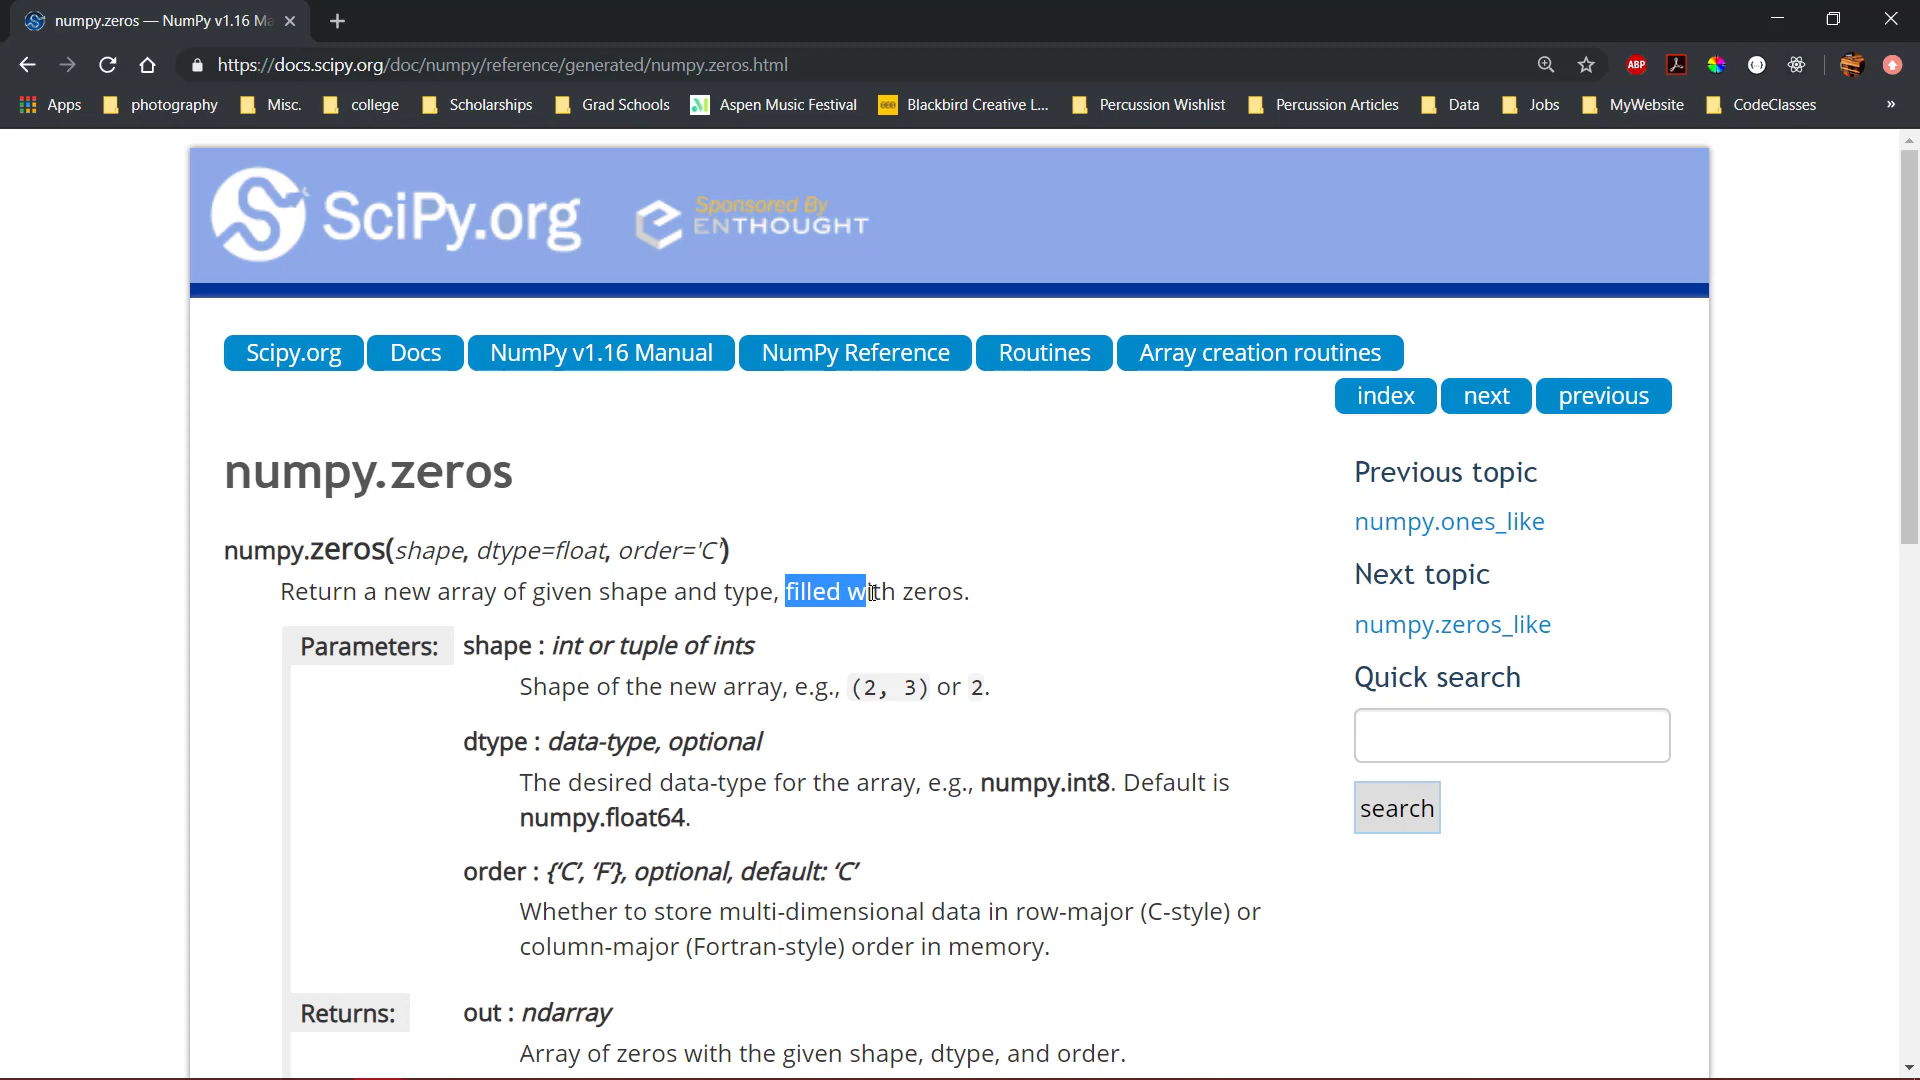 numpy.zeros — NumPy v1.16 Ma
https://docs.scipy.org/doc/numpy/reference/generated/numpy.zeros.html
ABP
Apps photography Misc. college Scholarships Grad Schools Aspen Music Festival Blackbird Creative L... Percussion Wishlist Percussion Articles Data Jobs MyWebsite CodeClasses »
SciPy.org
Sponsored By
ENTHOUGHT
Scipy.org Docs NumPy v1.16 Manual NumPy Reference Routines Array creation routines
index next previous
numpy.zeros
numpy.zeros(shape, dtype=float, order='C')
Return a new array of given shape and type, filled with zeros.
Parameters: shape : int or tuple of ints
Shape of the new array, e.g., (2, 3) or 2.
dtype : data-type, optional
The desired data-type for the array, e.g., numpy.int8. Default is
numpy.float64.
order : {‘C’, ‘F’}, optional, default: ‘C’
Whether to store multi-dimensional data in row-major (C-style) or
column-major (Fortran-style) order in memory.
Returns: out : ndarray
Array of zeros with the given shape, dtype, and order.
Previous topic
numpy.ones_like
Next topic
numpy.zeros_like
Quick search
search